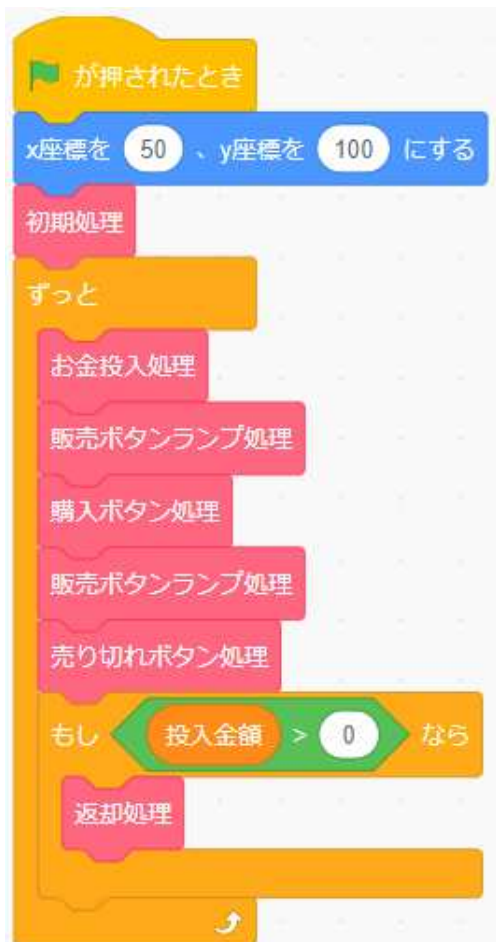 が押されたとき
x座標を 50 、y座標を 100 にする
初期処理
ずっと
お金投入処理
販売ボタンランプ処理
購入ボタン処理
販売ボタンランプ処理
売り切れボタン処理
もし 投入金額 > 0 なら
返却処理